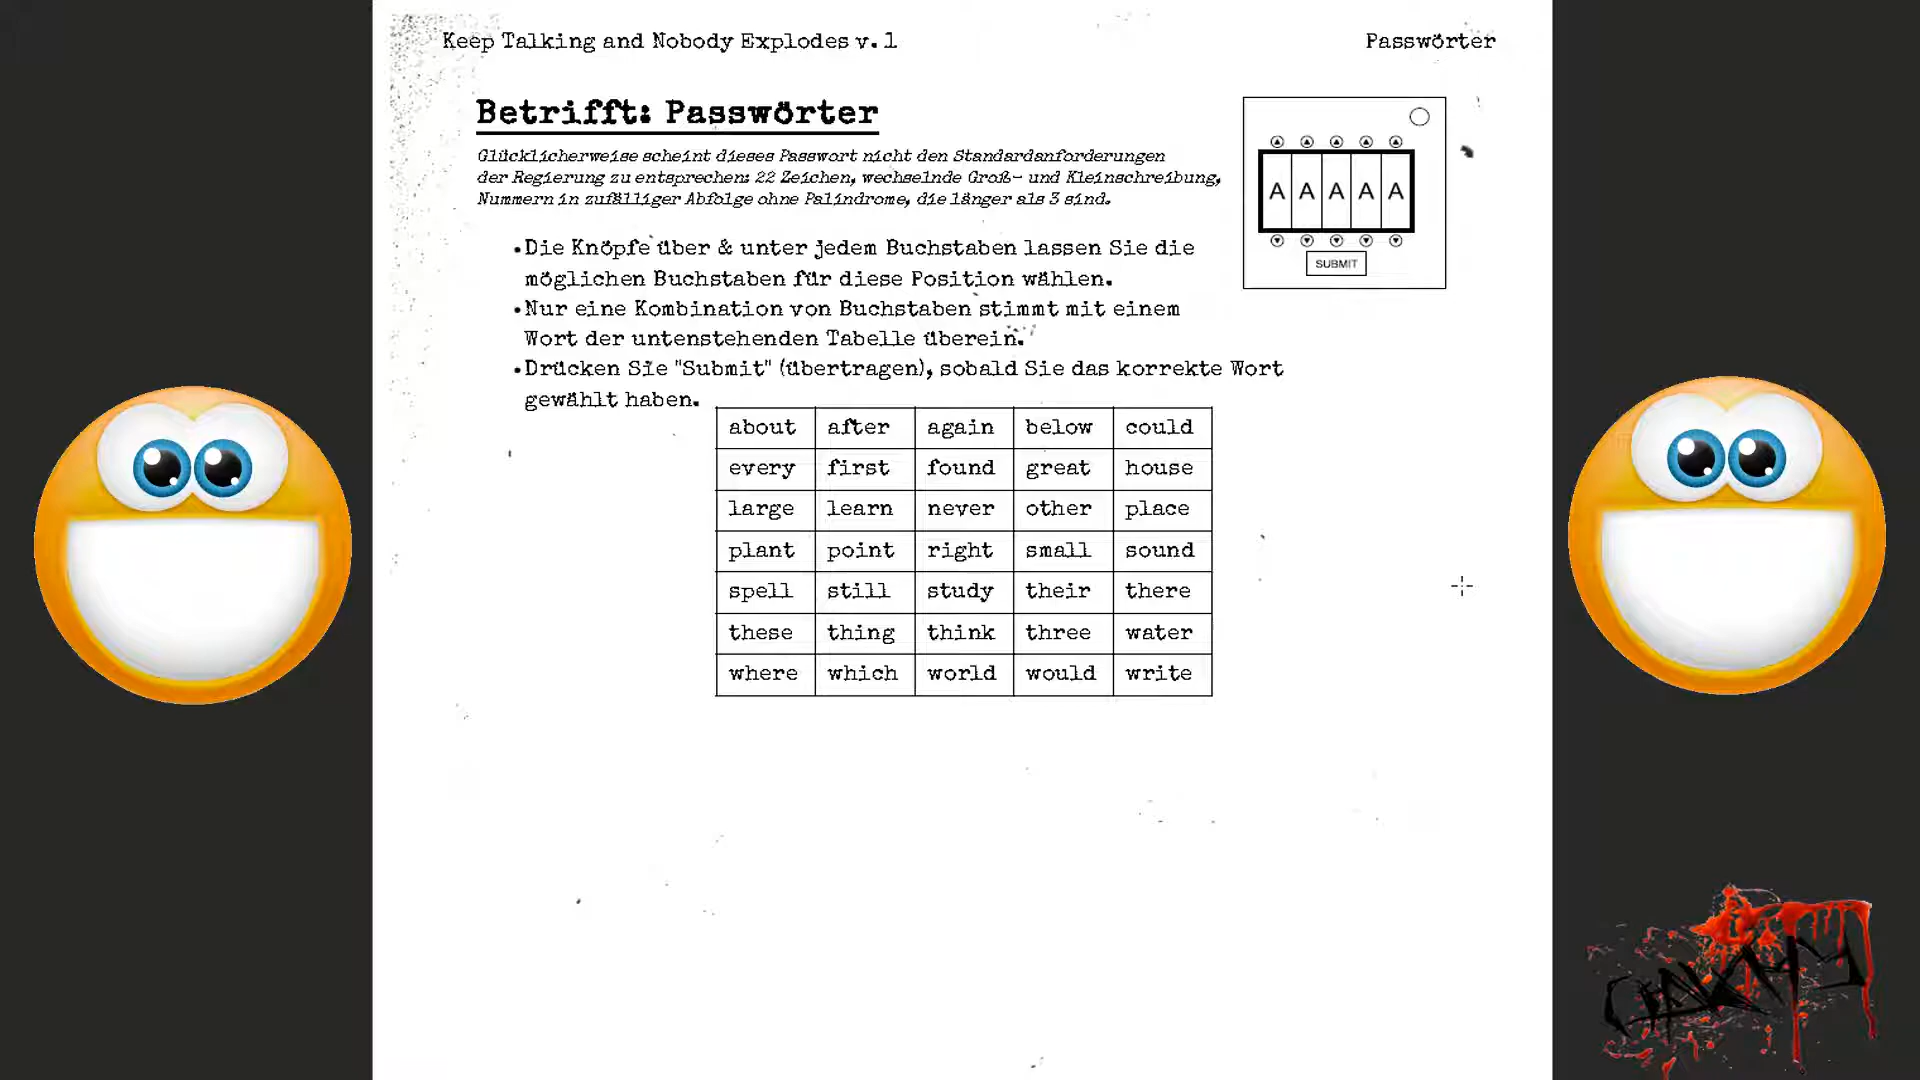 Keep Talking and Nobody Explodes v. 1
Passwörter
Betrifft: Passwörter
Glücklicherweise scheint dieses Passwort nicht den Standardanforderungen
der Regierung zu entsprechen: 22 Zeichen, wechselnde Groß- und Kleinschreibung,
Nummern in zufälliger Abfolge ohne Palindrome, die länger als 3 sind.
A A A A A
SUBMIT
•Die Knöpfe über & unter jedem Buchstaben lassen Sie die
möglichen Buchstaben für diese Position wählen.
•Nur eine Kombination von Buchstaben stimmt mit einem
Wort der untenstehenden Tabelle überein.
•Drücken Sie "Submit" (übertragen), sobald Sie das korrekte Wort
gewählt haben.
about after again below could
every first found great house
large learn never other place
plant point right small sound
spell still study their there
these thing think three water
where which world would write